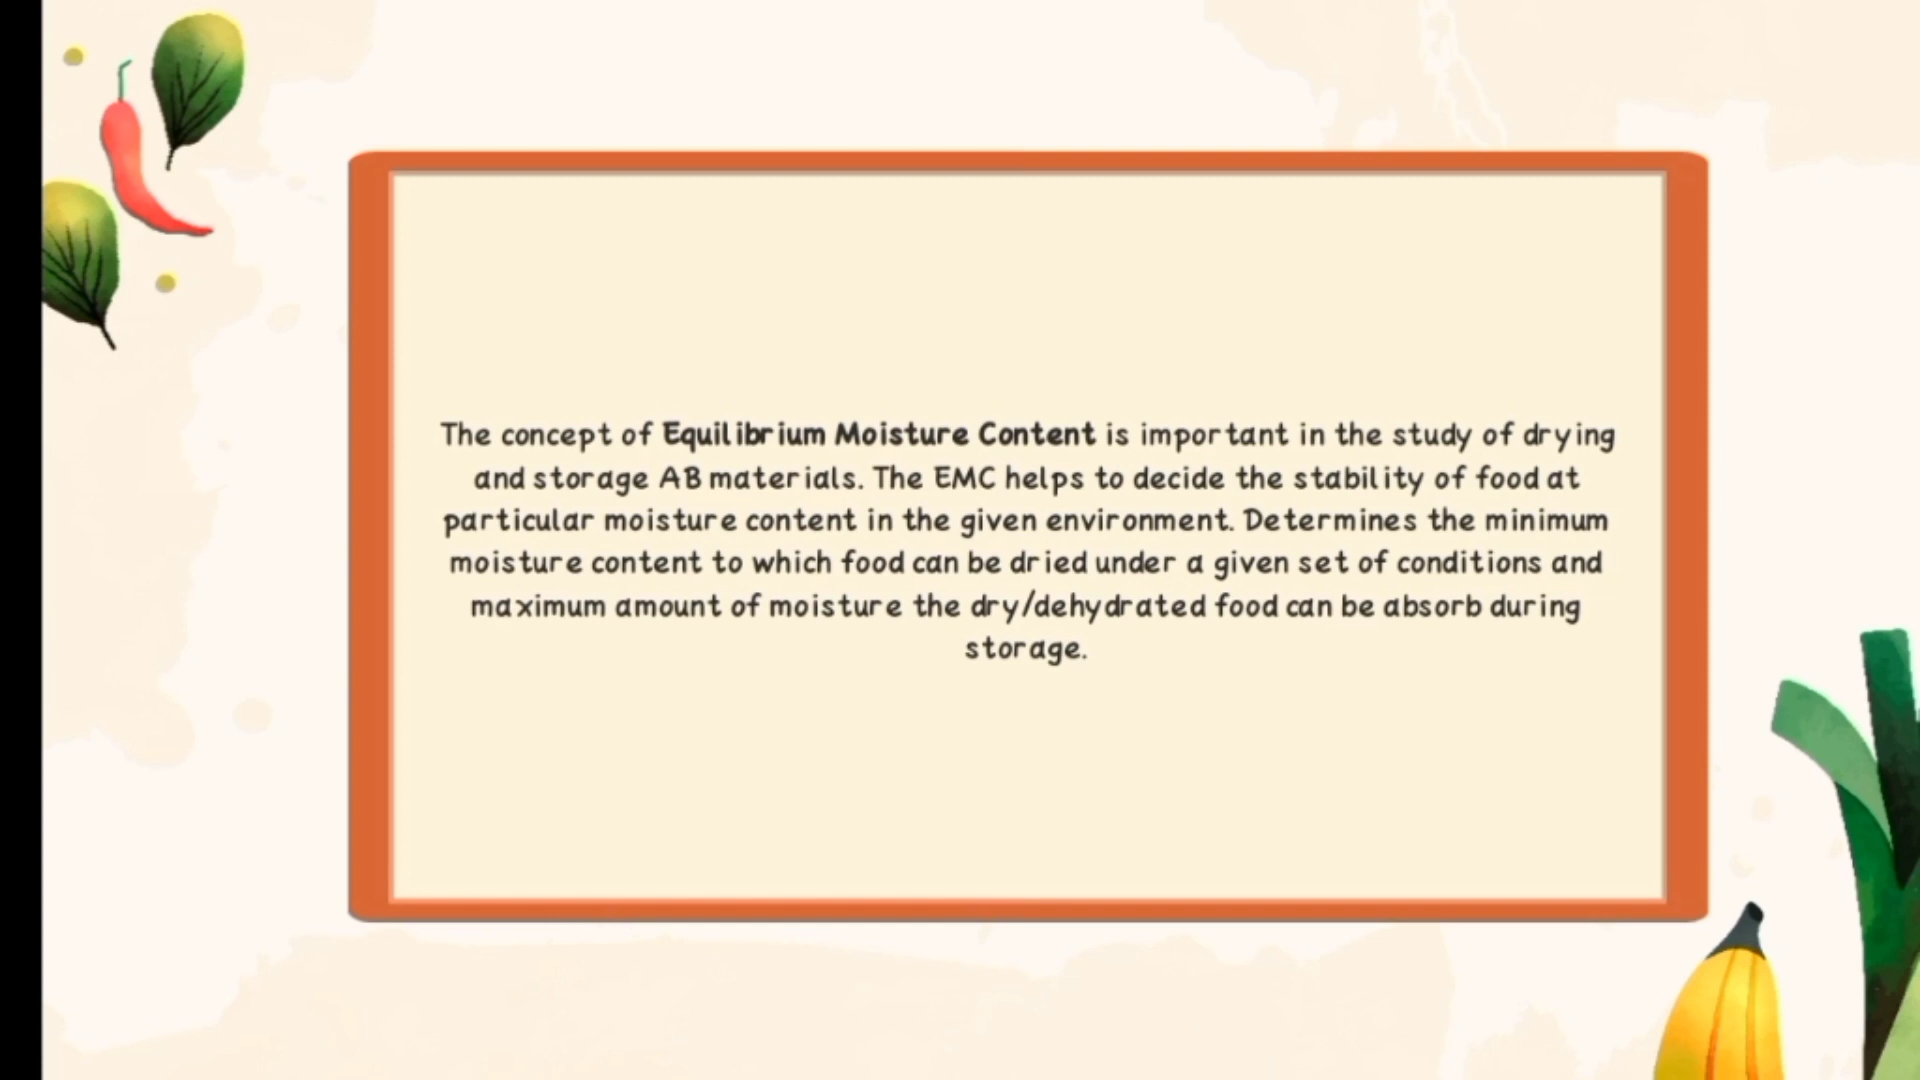 The concept of Equilibrium Moisture Content is important in the study of drying
and storage AB materials. The EMC helps to decide the stability of food at
particular moisture content in the given environment. Determines the minimum
moisture content to which food can be dried under a given set of conditions and
maximum amount of moisture the dry/dehydrated food can be absorb during
storage.